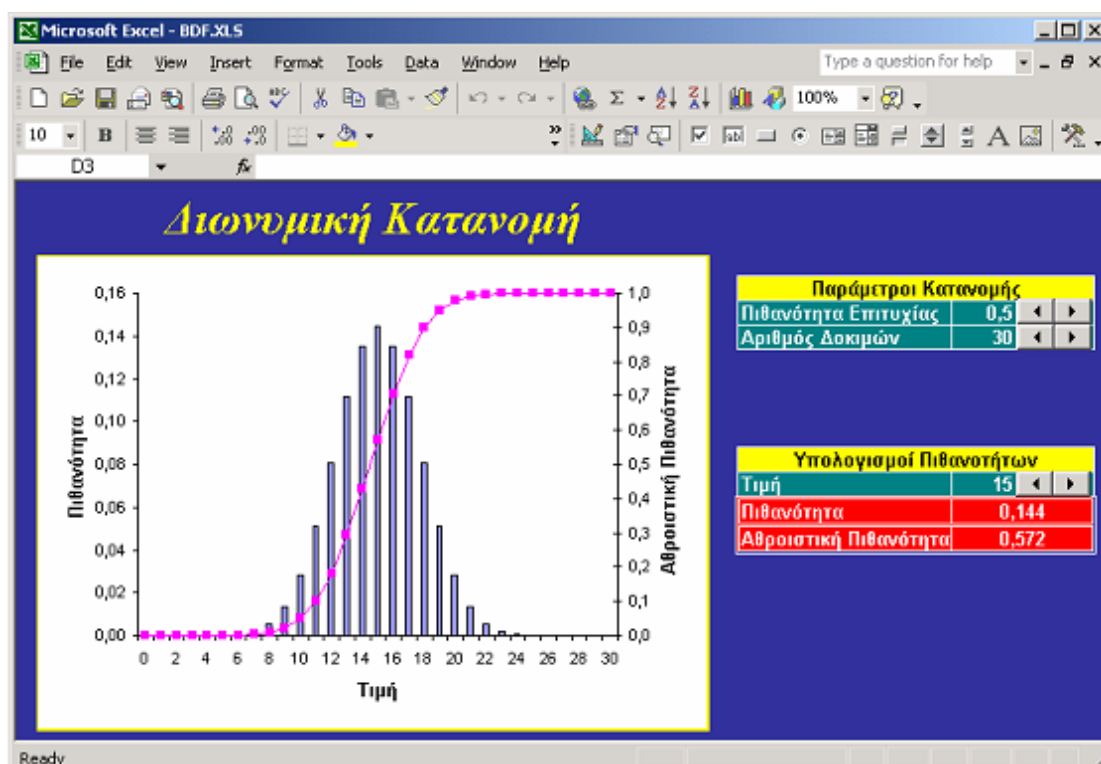 Microsoft Excel - BDF.XLS
File Edit View Insert Format Tools Data Window Help
Type a question for help
100%
10
D3
fx
Διωνυμική Κατανομή
0,16
0,14
0,12
0,10
0,08
0,06
0,04
0,02
0,00
Πιθανότητα
1,0
0,9
0,8
0,7
0,6
0,5
0,4
0,3
0,2
0,1
0,0
Αθροιστική Πιθανότητα
0 2 4 6 8 10 12 14 16 18 20 22 24 26 28 30
Τιμή
Παράμετροι Κατανομής
Πιθανότητα Επιτυχίας 0,5
Αριθμός Δοκιμών 30
Υπολογισμοί Πιθανοτήτων
Τιμή 15
Πιθανότητα 0,144
Αθροιστική Πιθανότητα 0,572
Ready